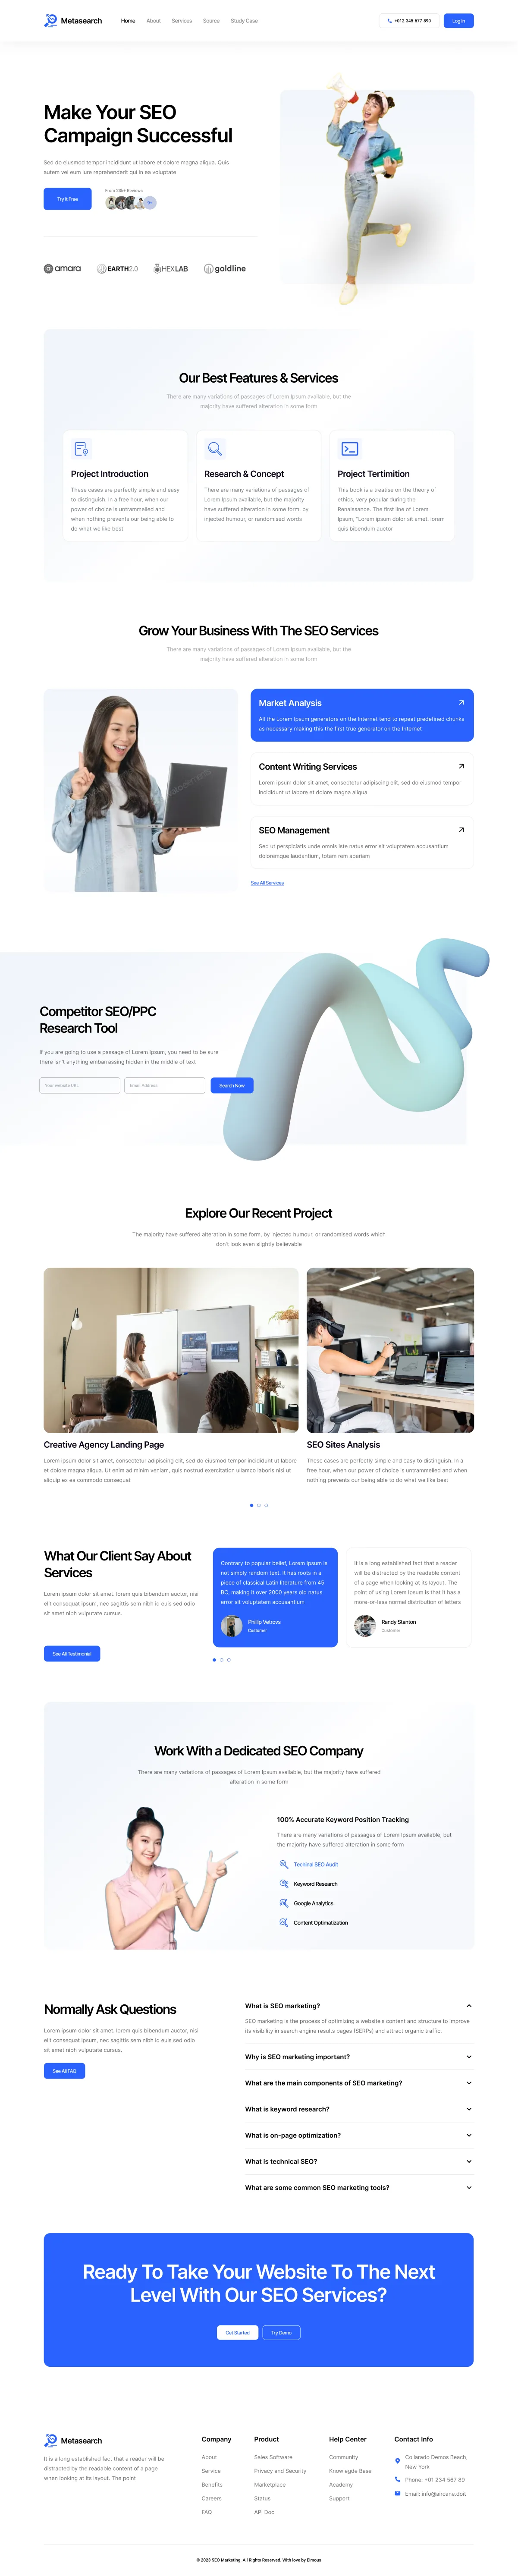 Metasearch
Home
About
Services
Source
Study Case
+012-345-677-890
Log In
Make Your SEO
Campaign Successful
Sed do eiusmod tempor incididunt ut labore et dolore magna aliqua. Quis
autem vel eum iure reprehenderit qui in ea voluptate
Try It Free
From 23k+ Reviews
amara
EARTH2.0
HEXLAB
goldline
Our Best Features & Services
There are many variations of passages of Lorem Ipsum available, but the
majority have suffered alteration in some form
Project Introduction
These cases are perfectly simple and easy
to distinguish. In a free hour, when our
power of choice is untrammelled and
when nothing prevents our being able to
do what we like best
Research & Concept
There are many variations of passages of
Lorem Ipsum available, but the majority
have suffered alteration in some form, by
injected humour, or randomised words
Project Tertimition
This book is a treatise on the theory of
ethics, very popular during the
Renaissance. The first line of Lorem
Ipsum, "Lorem ipsum dolor sit amet. lorem
quis bibendum auctor
Grow Your Business With The SEO Services
There are many variations of passages of Lorem Ipsum available, but the
majority have suffered alteration in some form
Market Analysis
All the Lorem Ipsum generators on the Internet tend to repeat predefined chunks
as necessary making this the first true generator on the Internet
Content Writing Services
Lorem ipsum dolor sit amet, consectetur adipiscing elit, sed do eiusmod tempor
incididunt ut labore et dolore magna aliqua
SEO Management
Sed ut perspiciatis unde omnis iste natus error sit voluptatem accusantium
doloremque laudantium, totam rem aperiam
See All Services
Competitor SEO/PPC
Research Tool
If you are going to use a passage of Lorem Ipsum, you need to be sure
there isn't anything embarrassing hidden in the middle of text
Your website URL
Email Address
Search Now
Explore Our Recent Project
The majority have suffered alteration in some form, by injected humour, or randomised words which
don't look even slightly believable
Creative Agency Landing Page
Lorem ipsum dolor sit amet, consectetur adipiscing elit, sed do eiusmod tempor incididunt ut labore
et dolore magna aliqua. Ut enim ad minim veniam, quis nostrud exercitation ullamco laboris nisi ut
aliquip ex ea commodo consequat
SEO Sites Analysis
These cases are perfectly simple and easy to distinguish. In a
free hour, when our power of choice is untrammelled and when
nothing prevents our being able to do what we like best
What Our Client Say About
Services
Lorem ipsum dolor sit amet. lorem quis bibendum auctor, nisi
elit consequat ipsum, nec sagittis sem nibh id elit duis sed odio
sit amet nibh vulputate cursus.
See All Testimonial
Contrary to popular belief, Lorem Ipsum is
not simply random text. It has roots in a
piece of classical Latin literature from 45
BC, making it over 2000 years old natus
error sit voluptatem accusantium
Phillip Vetrovs
Customer
It is a long established fact that a reader
will be distracted by the readable content
of a page when looking at its layout. The
point of using Lorem Ipsum is that it has a
more-or-less normal distribution of letters
Randy Stanton
Customer
Work With a Dedicated SEO Company
There are many variations of passages of Lorem Ipsum available, but the majority have suffered
alteration in some form
100% Accurate Keyword Position Tracking
There are many variations of passages of Lorem Ipsum available, but
the majority have suffered alteration in some form
Techinal SEO Audit
Keyword Research
Google Analytics
Content Optimatization
Normally Ask Questions
Lorem ipsum dolor sit amet. lorem quis bibendum auctor, nisi
elit consequat ipsum, nec sagittis sem nibh id elit duis sed odio
sit amet nibh vulputate cursus.
See All FAQ
What is SEO marketing?
SEO marketing is the process of optimizing a website's content and structure to improve
its visibility in search engine results pages (SERPs) and attract organic traffic.
Why is SEO marketing important?
What are the main components of SEO marketing?
What is keyword research?
What is on-page optimization?
What is technical SEO?
What are some common SEO marketing tools?
Ready To Take Your Website To The Next
Level With Our SEO Services?
Get Started
Try Demo
Metasearch
It is a long established fact that a reader will be
distracted by the readable content of a page
when looking at its layout. The point
Company
About
Service
Benefits
Careers
FAQ
Product
Sales Software
Privacy and Security
Marketplace
Status
API Doc
Help Center
Community
Knowlegde Base
Academy
Support
Contact Info
Collarado Demos Beach,
New York
Phone: +01 234 567 89
Email: info@aircane.doit
© 2023 SEO Marketing. All Rights Reserved. With love by Elmous